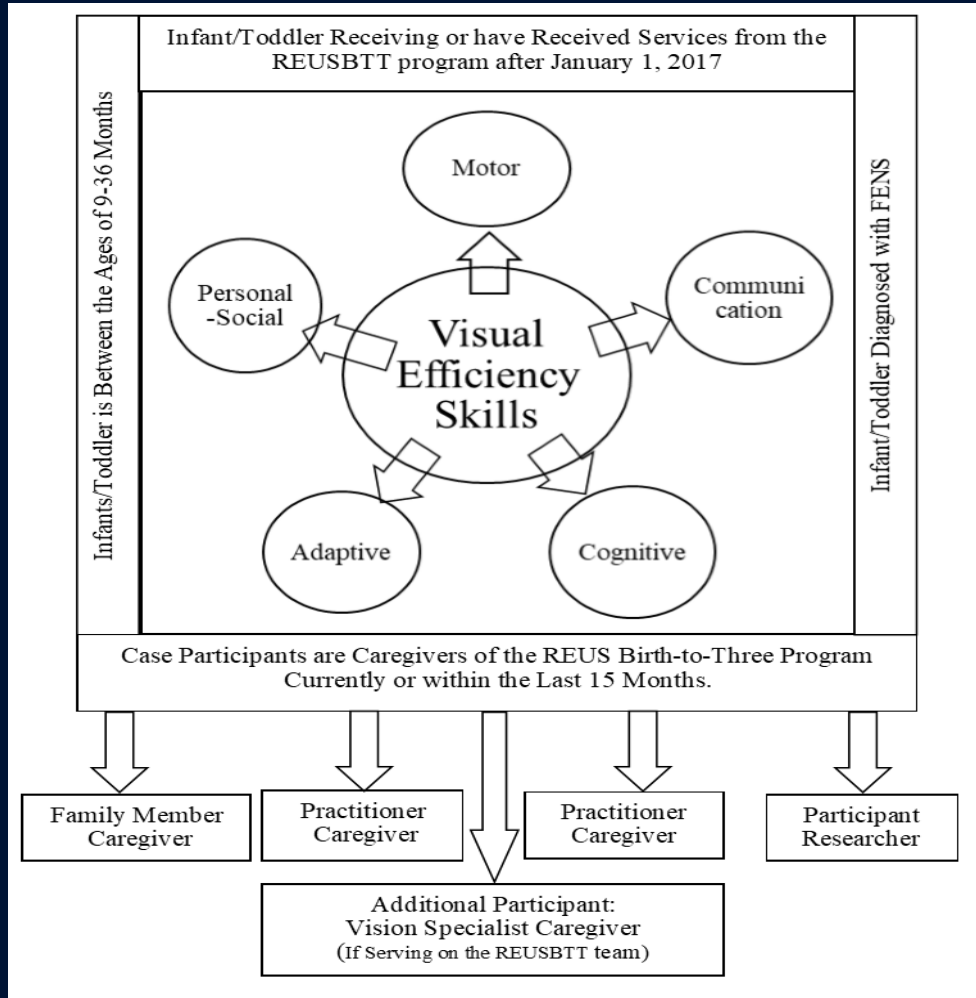 Infant/Toddler Receiving or have Received Services from the
REUSBTT program after January 1, 2017
Infants/Toddler is Between the Ages of 9-36 Months
Infant/Toddler Diagnosed with FENS
Motor
Personal
-Social
Communi
cation
Visual
Efficiency
Skills
Adaptive
Cognitive
Case Participants are Caregivers of the REUS Birth-to-Three Program
Currently or within the Last 15 Months.
Family Member
Caregiver
Practitioner
Caregiver
Practitioner
Caregiver
Participant
Researcher
Additional Participant:
Vision Specialist Caregiver
(If Serving on the REUSBTT team)